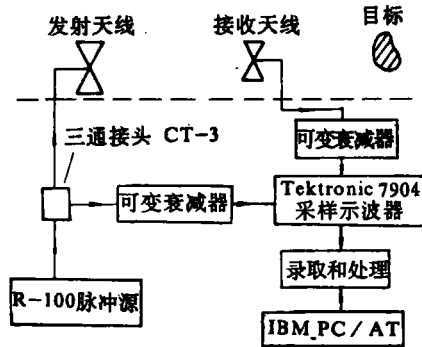 发射天线
接收天线
目标
三通接头 CT-3
可变衰减器
可变衰减器
Tektronic 7904
采样示波器
录取和处理
R-100脉冲源
IBM PC/AT